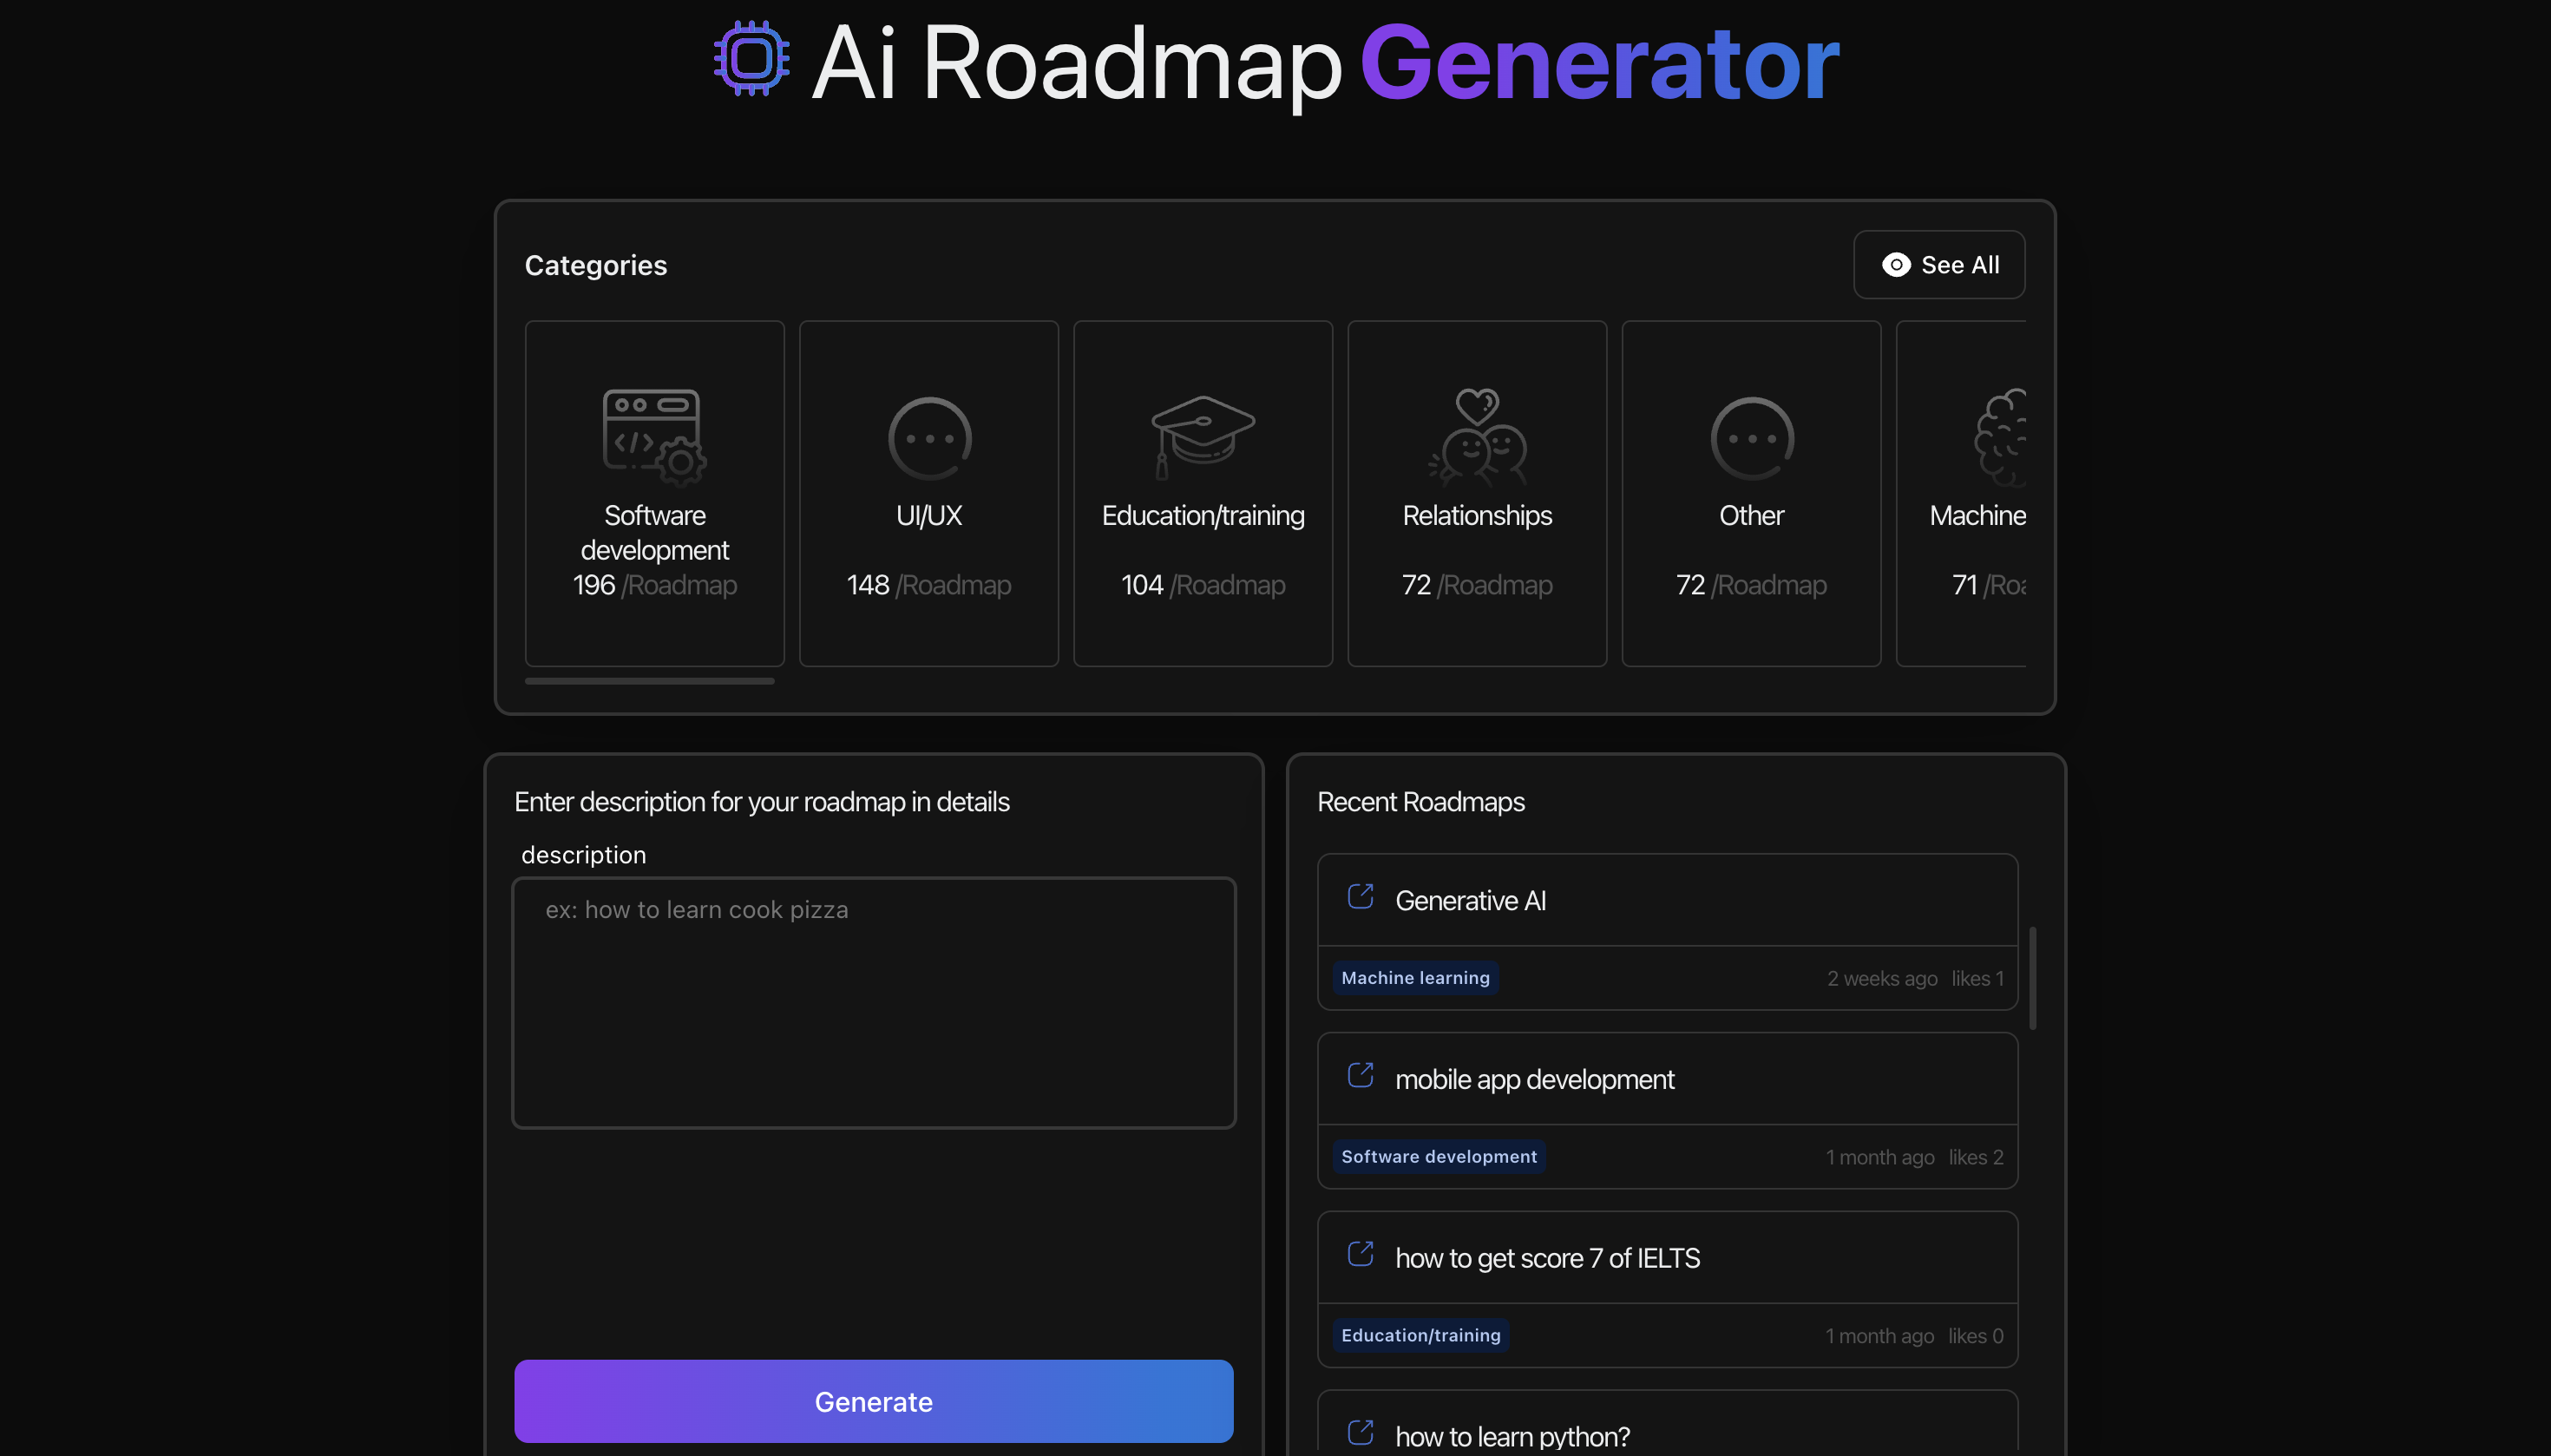 Ai Roadmap Generator
Categories
See All
Software
development
196 /Roadmap
UI/UX
148 /Roadmap
Education/training
104 /Roadmap
Relationships
72 /Roadmap
Other
72 /Roadmap
Machine
71 /Roa
Enter description for your roadmap in details
description
ex: how to learn cook pizza
Generate
Recent Roadmaps
Generative AI
Machine learning 2 weeks ago likes 1
mobile app development
Software development 1 month ago likes 2
how to get score 7 of IELTS
Education/training 1 month ago likes 0
how to learn python?